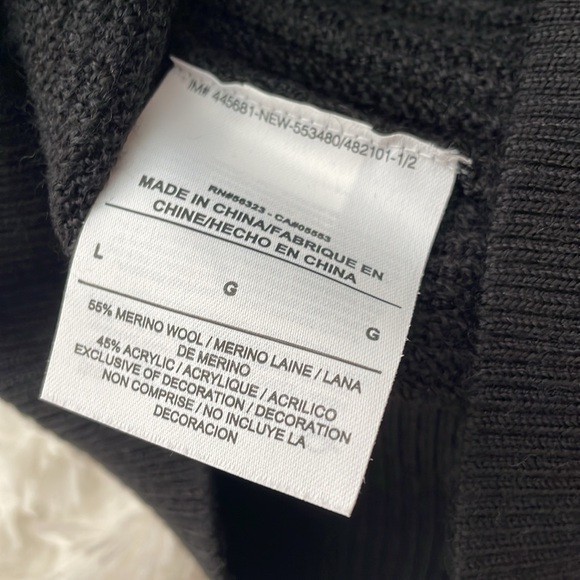 IM# 445681-NEW-553480/482101-1/2
RN#56323 - CA#05553
MADE IN CHINA/FABRIQUE EN
CHINE/HECHO EN CHINA
L G G
55% MERINO WOOL / MERINO LAINE / LANA
DE MERINO
45% ACRYLIC / ACRYLIQUE / ACRILICO
EXCLUSIVE OF DECORATION / DECORATION
NON COMPRISE / NO INCLUYE LA
DECORACION